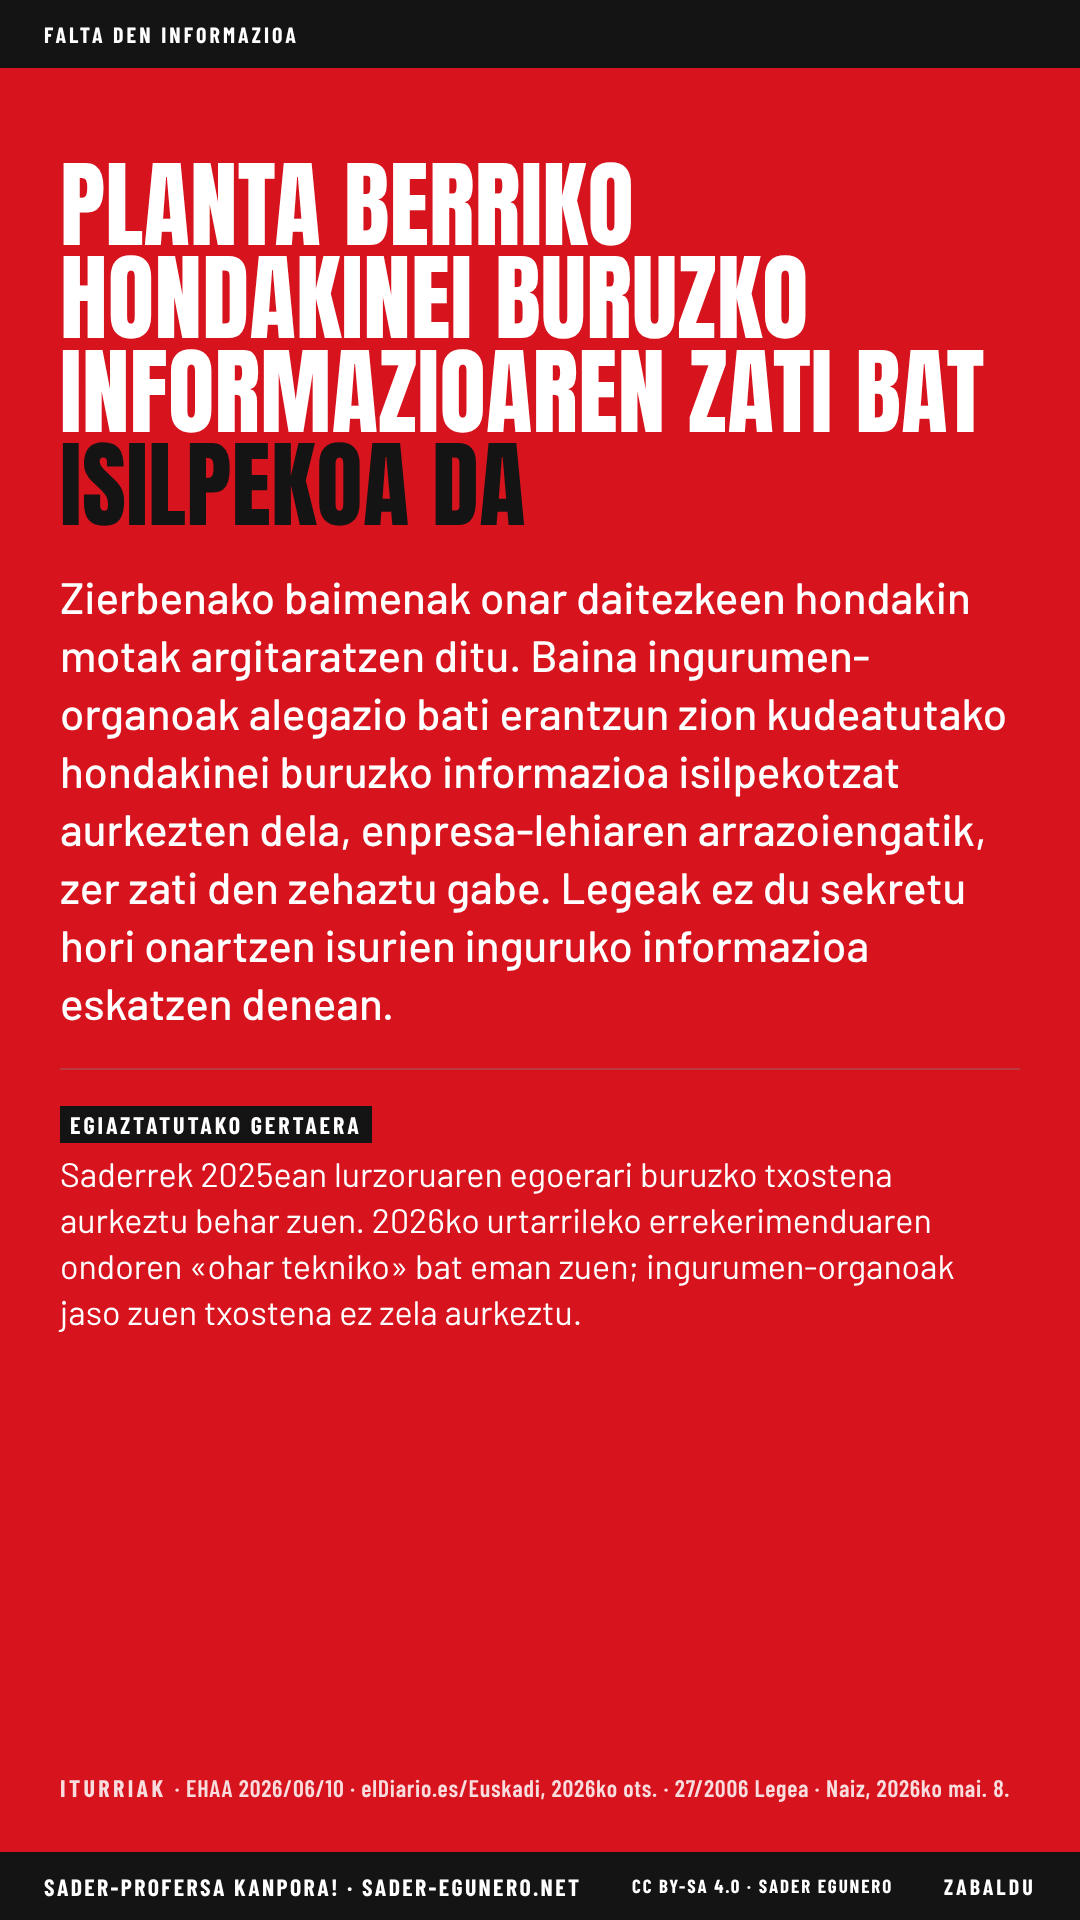 FALTA DEN INFORMAZIOA
PLANTA BERRIKO
HONDAKINEI BURUZKO
INFORMAZIOAREN ZATI BAT
ISILPEKOA DA
Zierbenako baimenak onar daitezkeen hondakin
motak argitaratzen ditu. Baina ingurumen-
organoak alegazio bati erantzun zion kudeatutako
hondakinei buruzko informazioa isilpekotzat
aurkezten dela, enpresa-lehiaren arrazoiengatik,
zer zati den zehaztu gabe. Legeak ez du sekretu
hori onartzen isurien inguruko informazioa
eskatzen denean.
EGIAZTATUTAKO GERTAERA
Saderrek 2025ean lurzoruaren egoerari buruzko txostena
aurkeztu behar zuen. 2026ko urtarrileko errekerimenduaren
ondoren «ohar tekniko» bat eman zuen; ingurumen-organoak
jaso zuen txostena ez zela aurkeztu.
ITURRIAK · EHAA 2026/06/10 · elDiario.es/Euskadi, 2026ko ots. · 27/2006 Legea · Naiz, 2026ko mai. 8.
SADER-PROFERSA KANPORA! · SADER-EGUNERO.NET CC BY-SA 4.0 · SADER EGUNERO ZABALDU